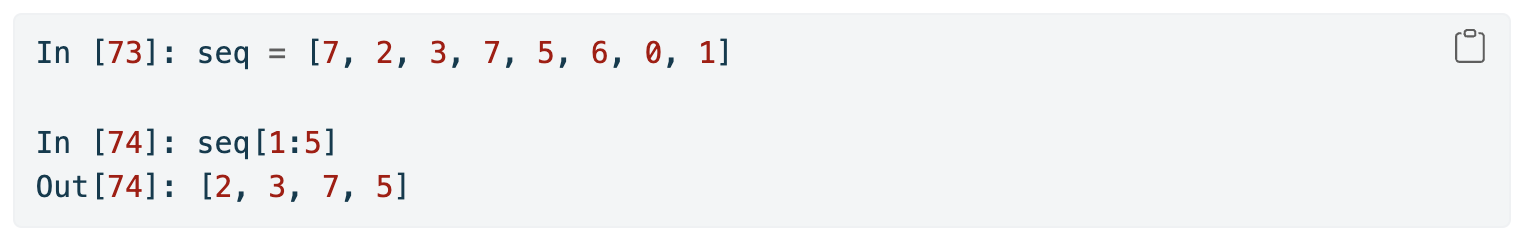 In [73]: seq = [7, 2, 3, 7, 5, 6, 0, 1]
In [74]: seq[1:5]
Out[74]: [2, 3, 7, 5]